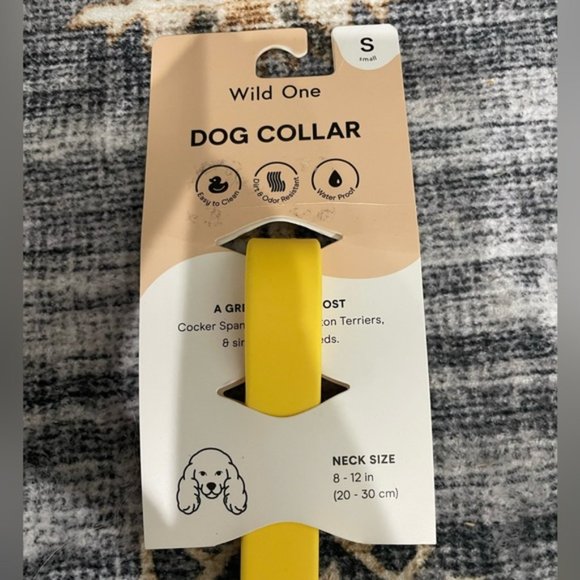 S
small
Wild One
DOG COLLAR
Easy to Clean
Dirt & Odor Resistant
Water Proof
A GRE OST
Cocker Span ton Terriers,
& sim eds.
NECK SIZE
8 - 12 in
(20 - 30 cm)